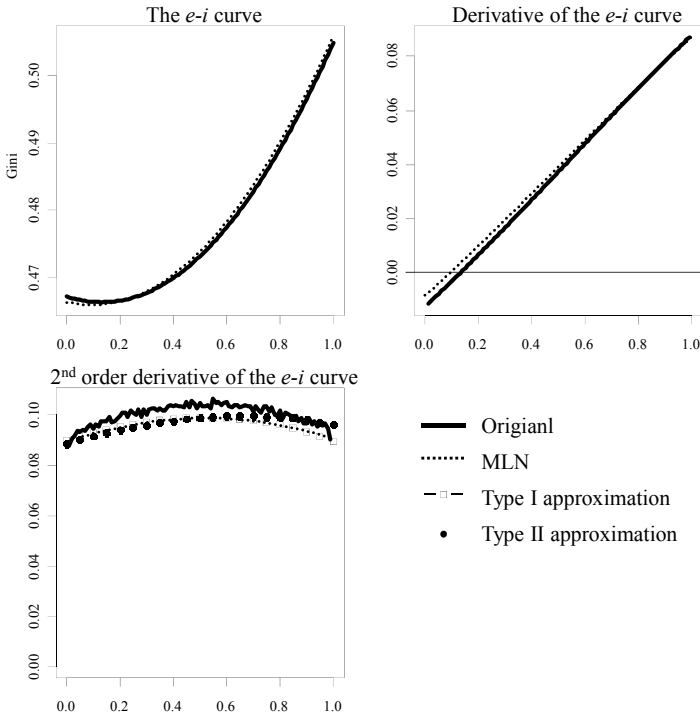 The e-i curve
Gini
0.50
0.49
0.48
0.47
0.0 0.2 0.4 0.6 0.8 1.0
Derivative of the e-i curve
0.08
0.06
0.04
0.02
0.00
0.0 0.2 0.4 0.6 0.8 1.0
2nd order derivative of the e-i curve
0.10
0.08
0.06
0.04
0.02
0.00
0.0 0.2 0.4 0.6 0.8 1.0
Origianl
MLN
Type I approximation
Type II approximation